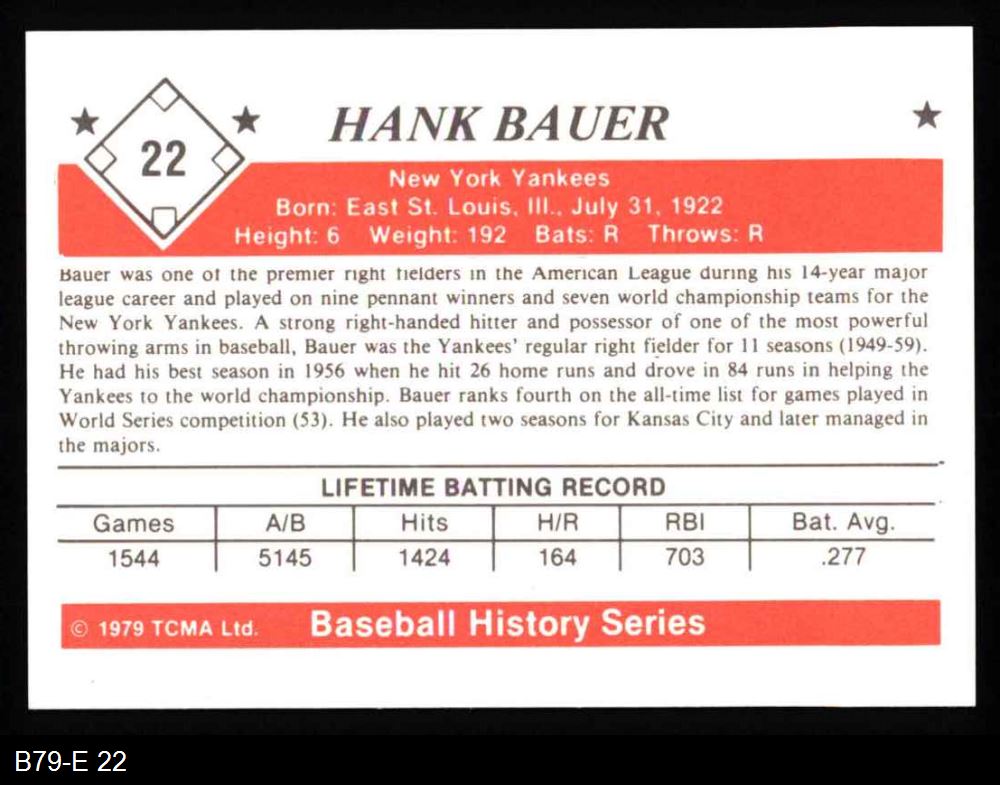 22
HANK BAUER
New York Yankees
Born: East St. Louis, Ill., July 31, 1922
Height: 6 Weight: 192 Bats: R Throws: R
Bauer was one of the premier right fielders in the American League during his 14-year major
league career and played on nine pennant winners and seven world championship teams for the
New York Yankees. A strong right-handed hitter and possessor of one of the most powerful
throwing arms in baseball, Bauer was the Yankees' regular right fielder for 11 seasons (1949-59).
He had his best season in 1956 when he hit 26 home runs and drove in 84 runs in helping the
Yankees to the world championship. Bauer ranks fourth on the all-time list for games played in
World Series competition (53). He also played two seasons for Kansas City and later managed in
the majors.
LIFETIME BATTING RECORD
Games A/B Hits H/R RBI Bat. Avg.
1544 5145 1424 164 703 .277
© 1979 TCMA Ltd. Baseball History Series
B79-E 22